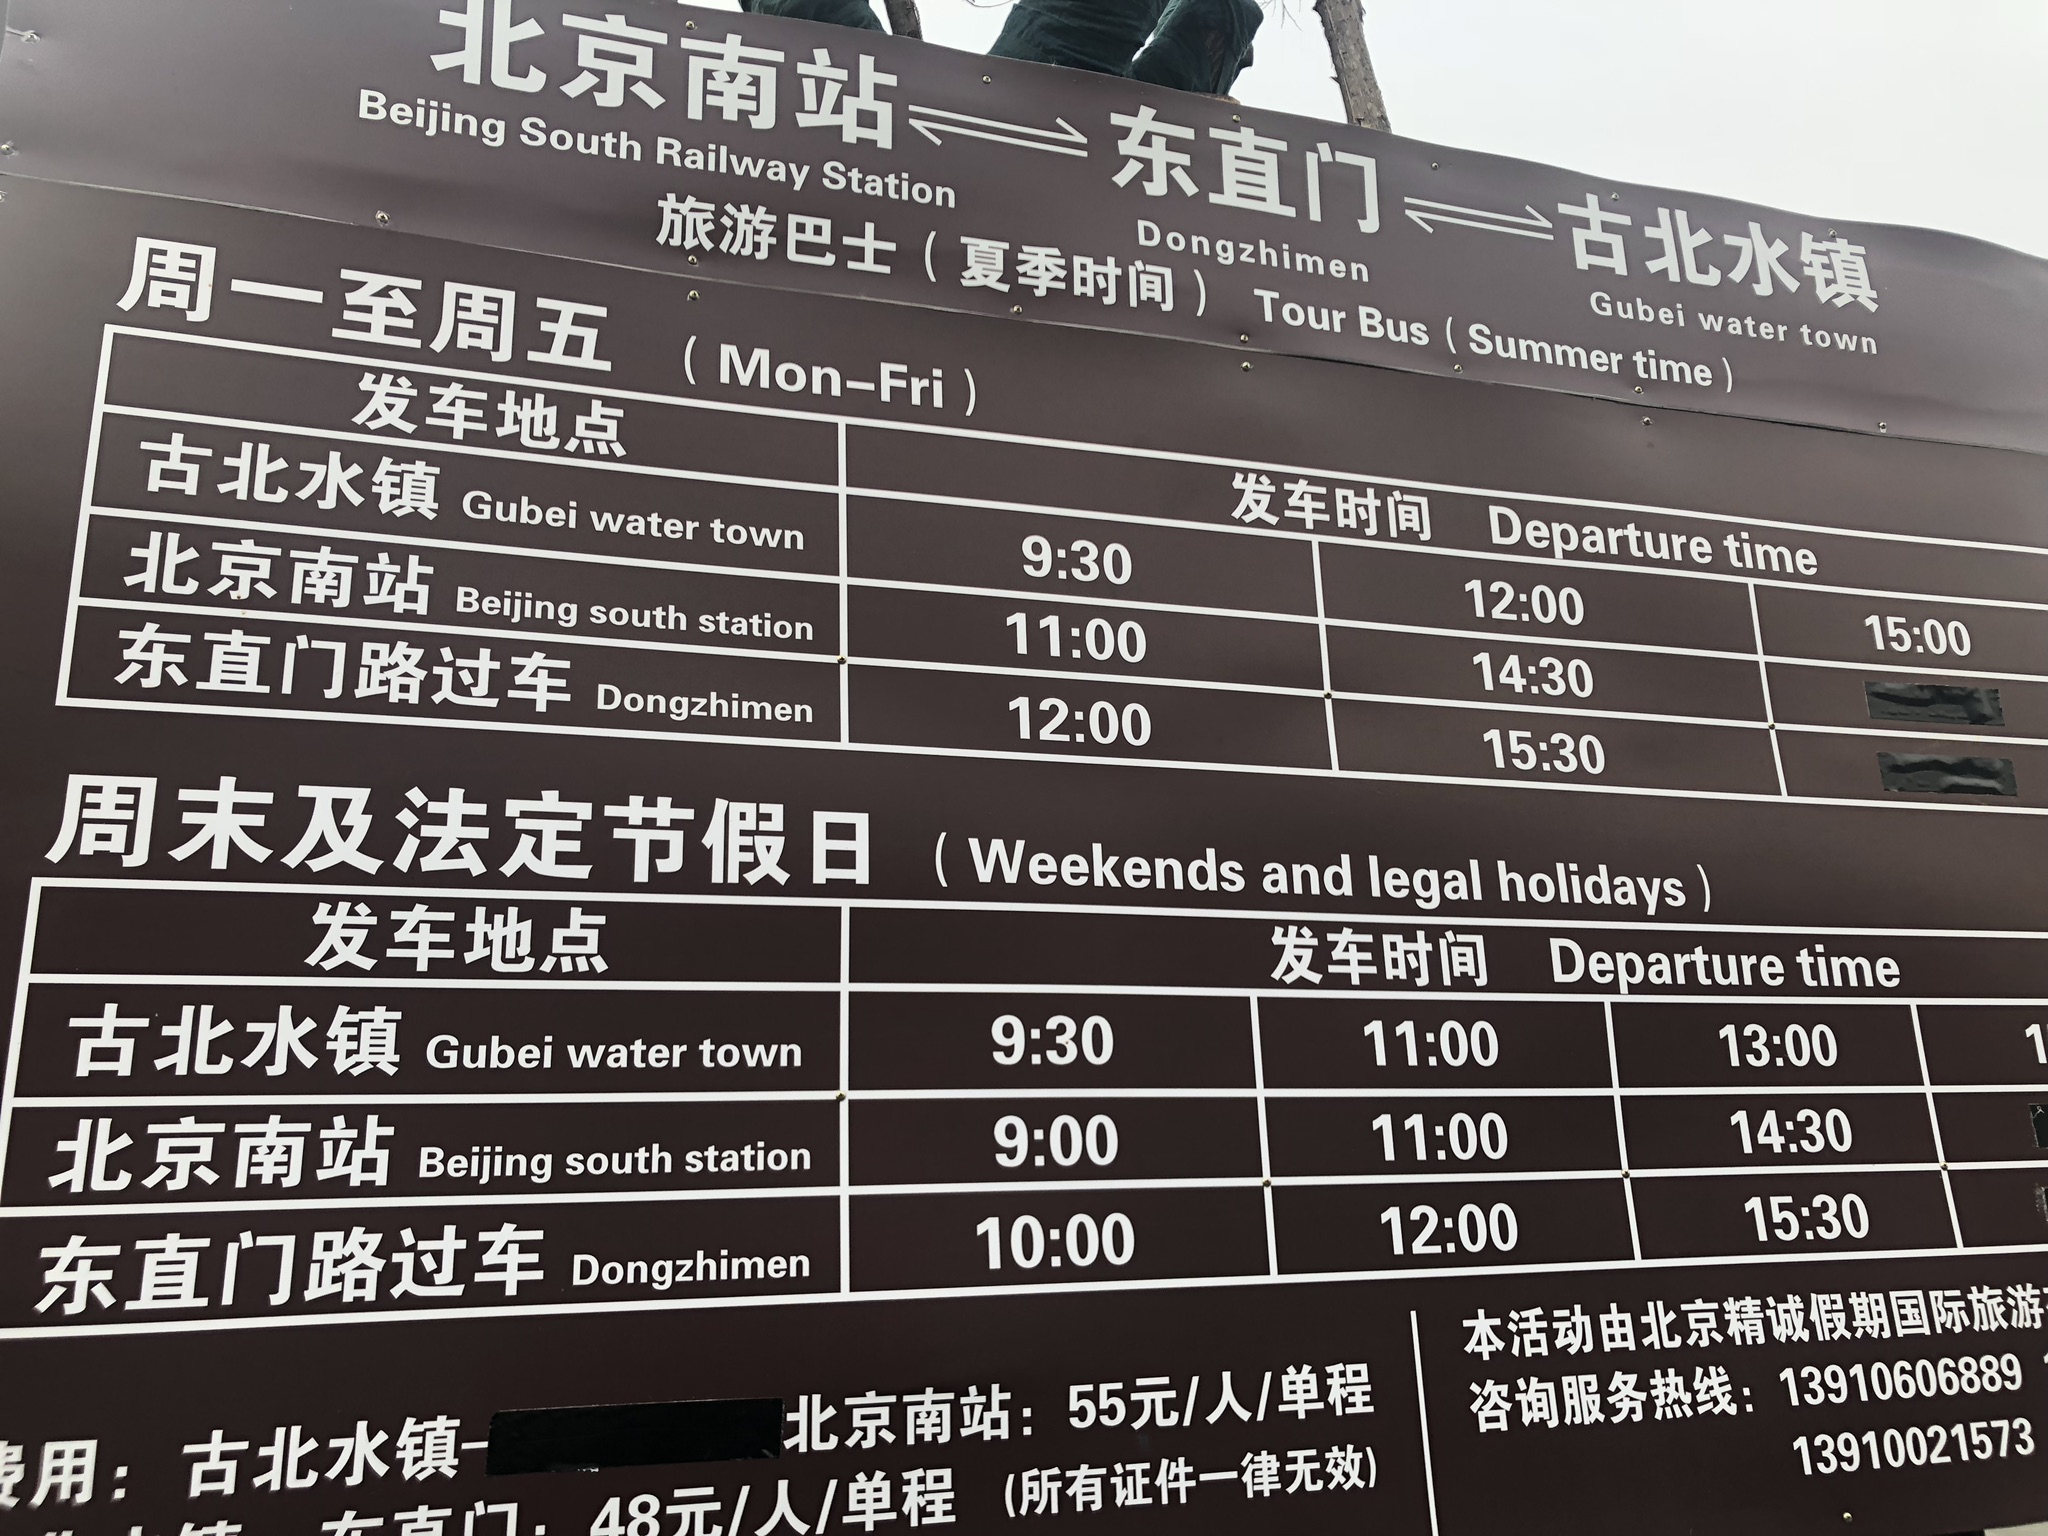 北京南站 东直门 古北水镇
Beijing South Railway Station Dongzhimen Gubei water town
旅游巴士（夏季时间） Tour Bus (Summer time)
周一至周五 (Mon-Fri)
发车地点 发车时间 Departure time
古北水镇 Gubei water town 9:30 12:00 15:00
北京南站 Beijing south station 11:00 14:30
东直门路过车 Dongzhimen 12:00 15:30
周末及法定节假日 (Weekends and legal holidays)
发车地点 发车时间 Departure time
古北水镇 Gubei water town 9:30 11:00 13:00
北京南站 Beijing south station 9:00 11:00 14:30
东直门路过车 Dongzhimen 10:00 12:00 15:30
费用：古北水镇- 北京南站：55元/人/单程
东直门：48元/人/单程 (所有证件一律无效)
本活动由北京精诚假期国际旅游
咨询服务热线：13910606889
13910021573